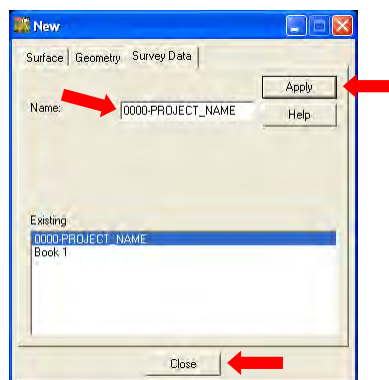 New
Surface Geometry Survey Data
Apply
Name: 0000-PROJECT_NAME
Help
Existing
0000-PROJECT_NAME
Book 1
Close